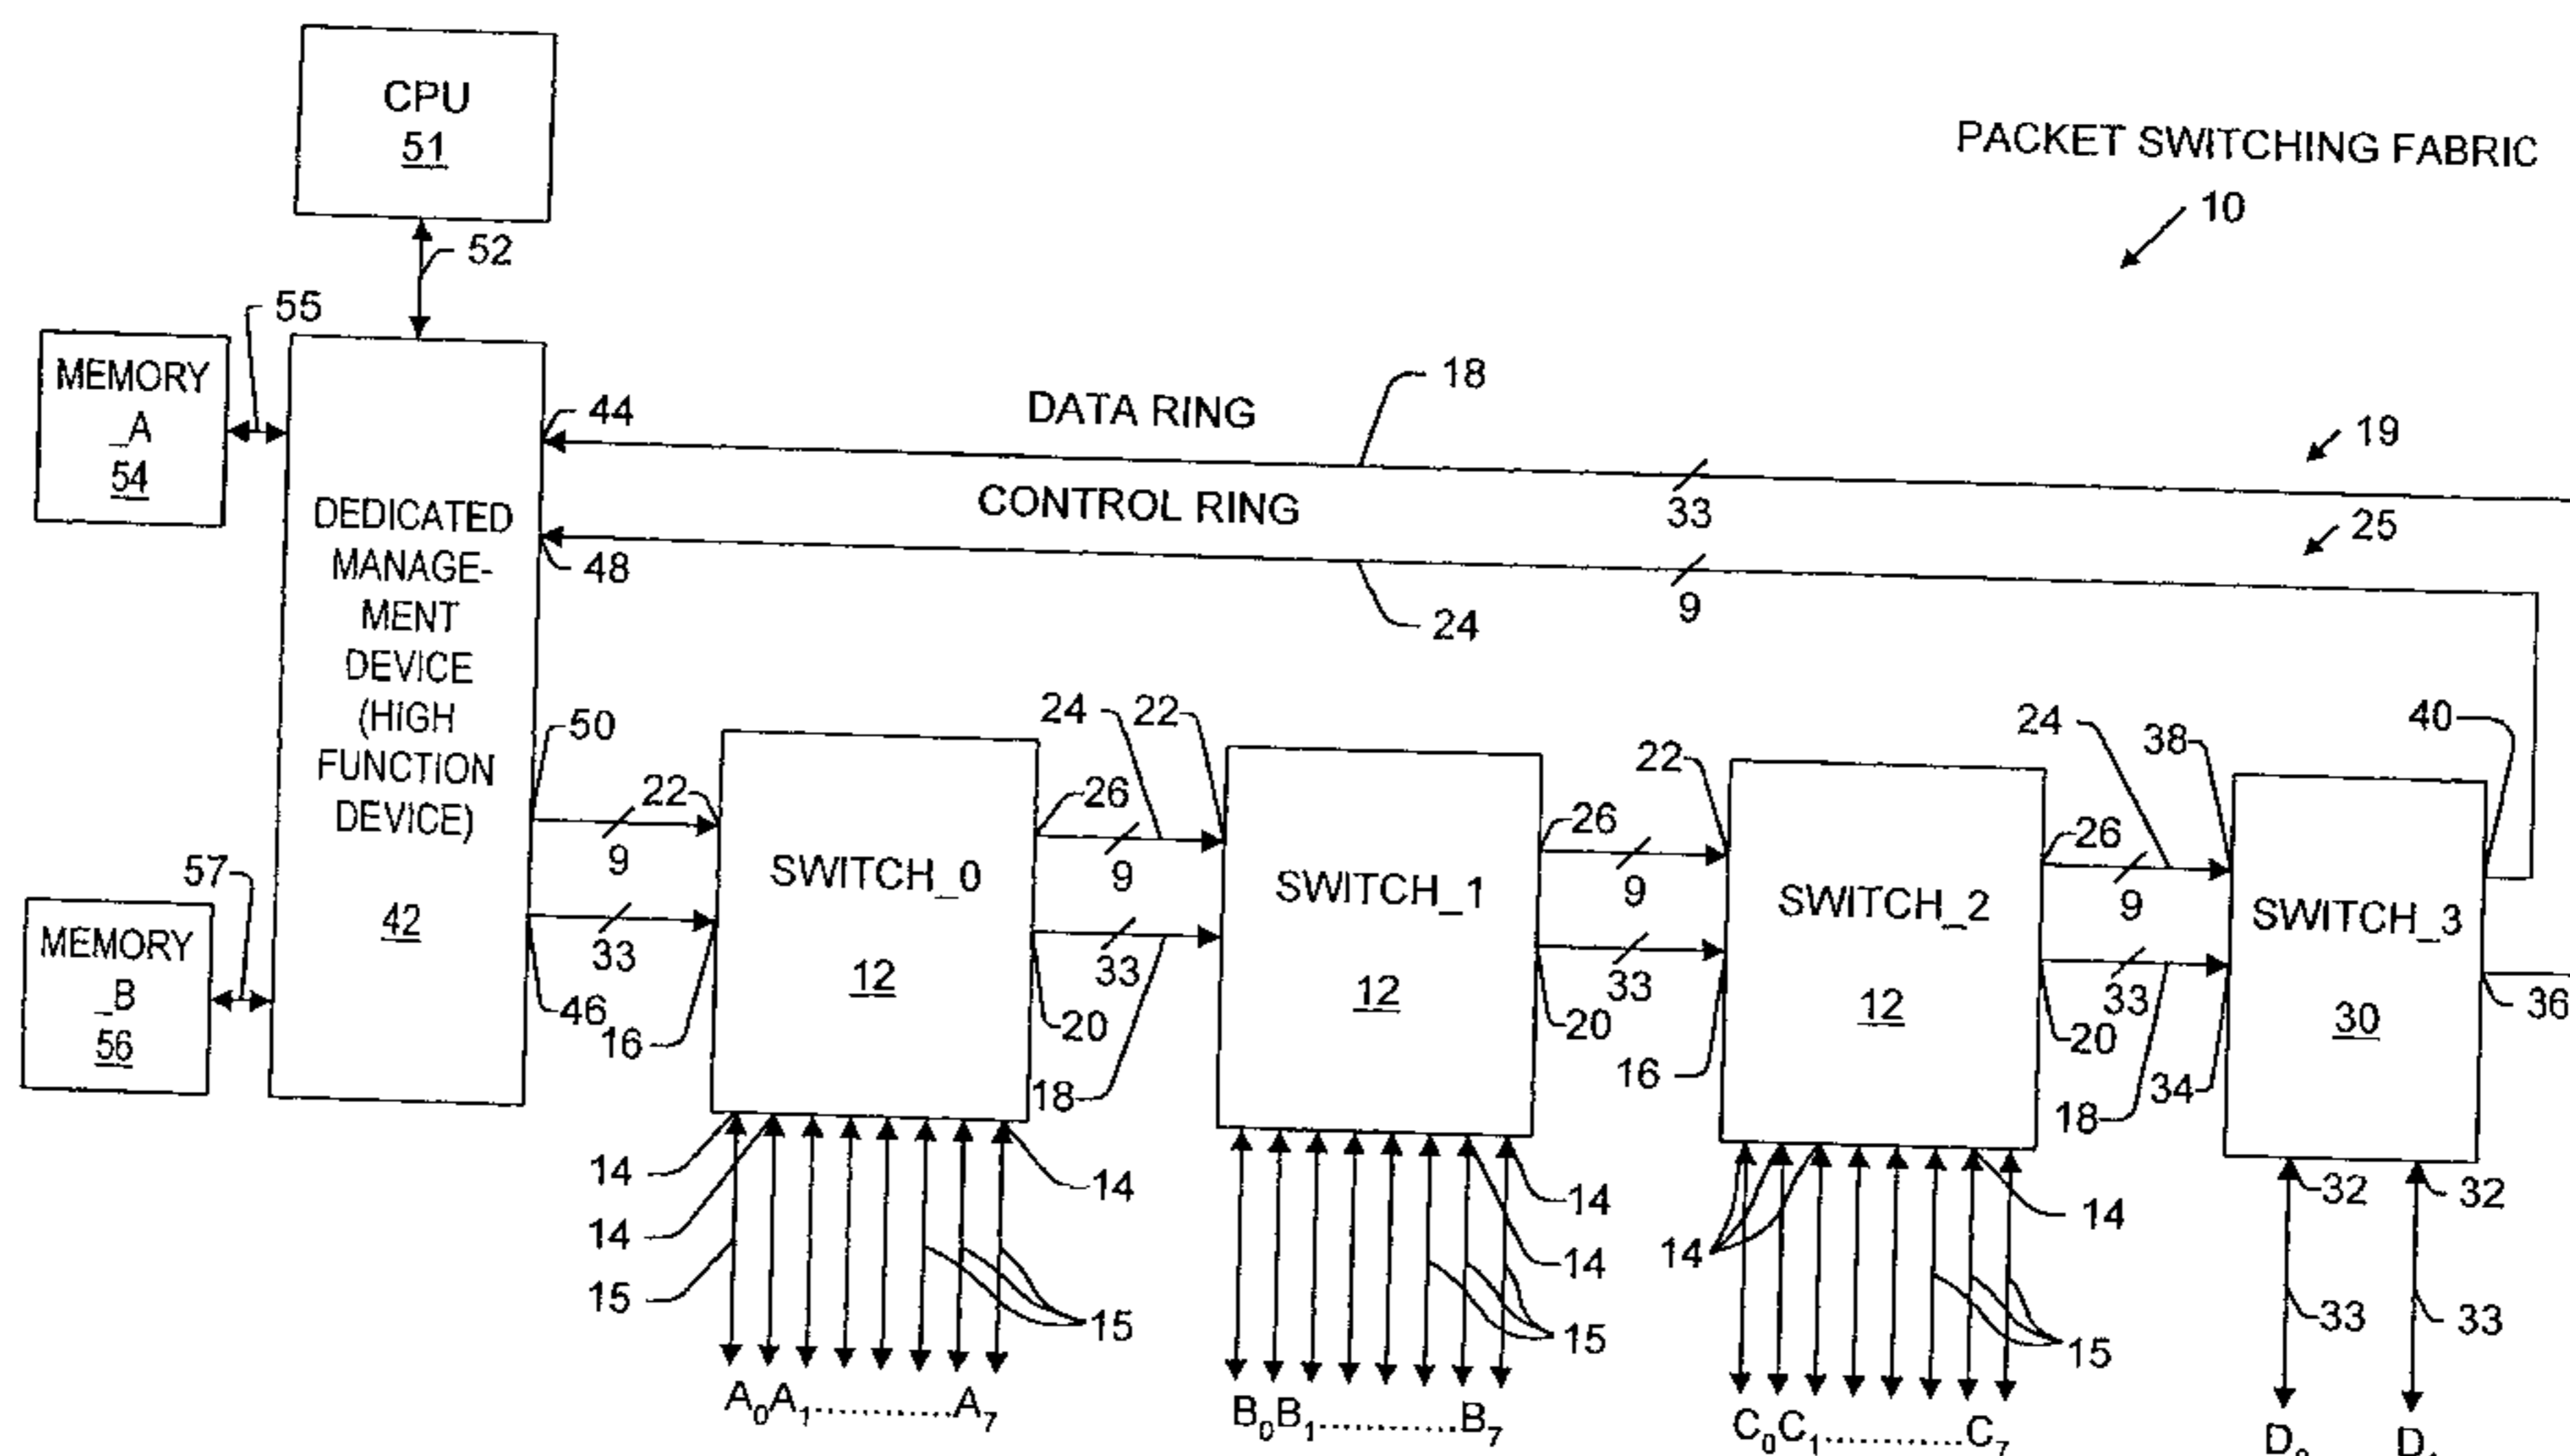 CPU
51
PACKET SWITCHING FABRIC
10
52
55
MEMORY
_A
54
44
DATA RING
18
19
33
CONTROL RING
48
25
24
9
DEDICATED
MANAGE-
MENT
DEVICE
(HIGH
FUNCTION
DEVICE)
42
57
MEMORY
_B
56
50
22
9
33
46
16
SWITCH_0
12
26
24
22
9
33
20
18
SWITCH_1
12
26
22
9
33
20
16
SWITCH_2
12
26
24
38
9
33
20
18
34
SWITCH_3
30
40
36
14
14
15
14
15
14
14
15
14
14
15
32
32
33
33
A0A1..............A7
B0B1..............B7
C0C1..............C7